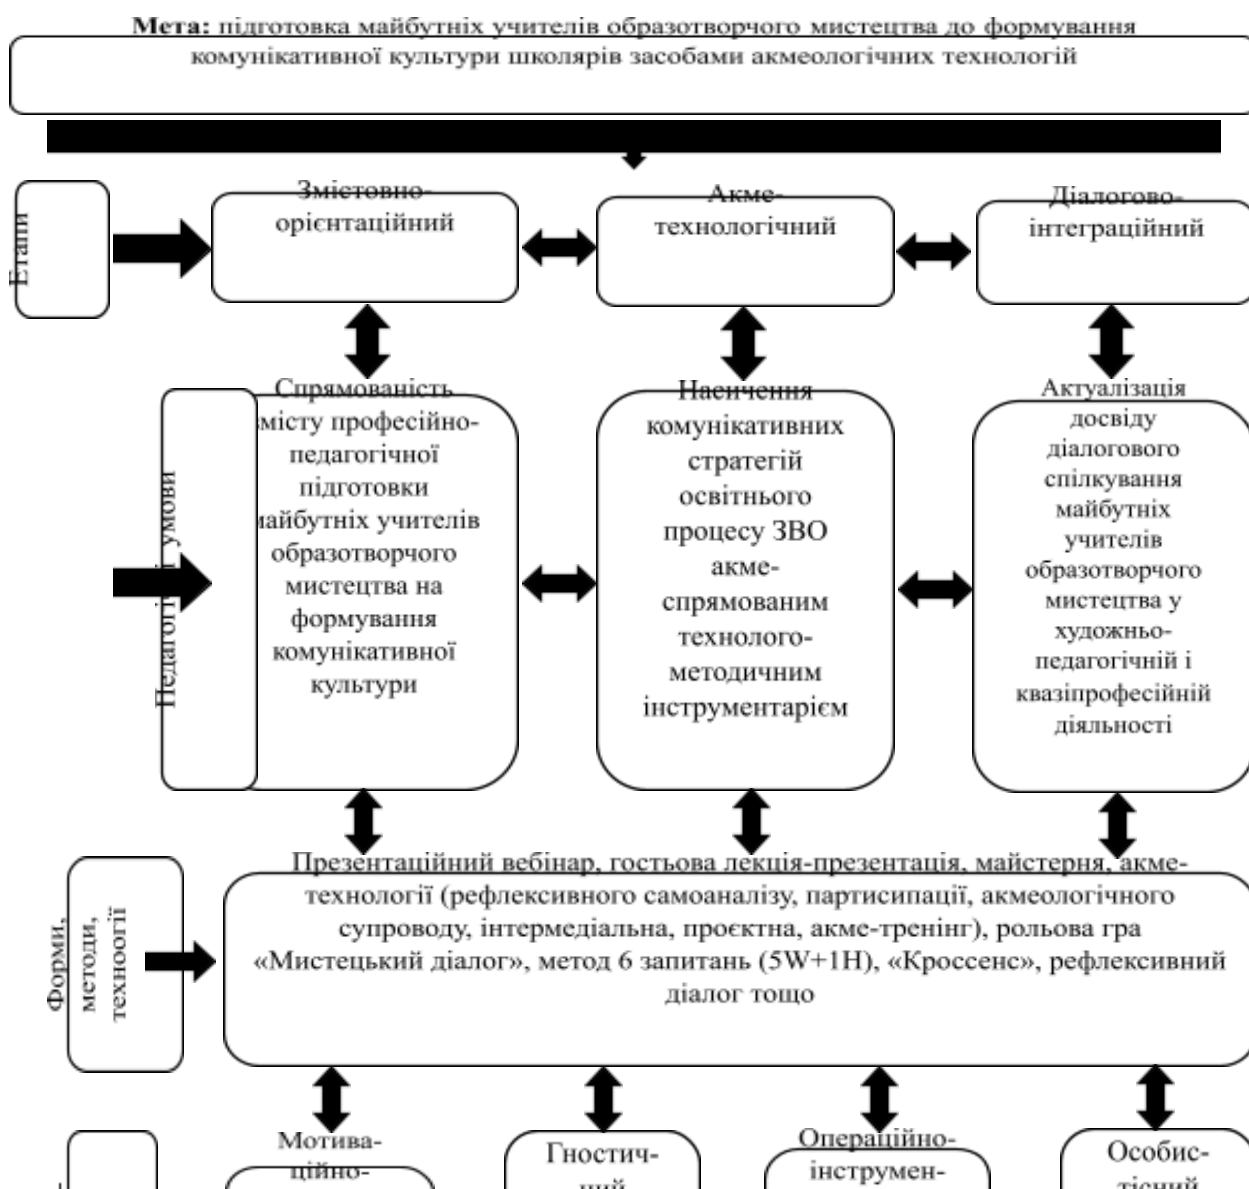 Мета: підготовка майбутніх учителів образотворчого мистецтва до формування
комунікативної культури школярів засобами акмеологічних технологій
Етапи
Змістовно-
орієнтаційний
Акме-
технологічний
Діалогово-
інтеграційний
умови
Спрямованість
змісту професійно-
педагогічної
підготовки
майбутніх учителів
образотворчого
мистецтва на
формування
комунікативної
культури
Насичення
комунікативних
стратегій
освітнього
процесу ЗВО
акме-
спрямованим
техно­лого-
методичним
інструментарієм
Актуалізація
досвіду
діалогового
спілкування
майбутніх
учителів
образотворчого
мистецтва у
художньо-
педагогічній і
квазіпрофесійній
діяльності
Форми,
методи,
техноогії
Презентаційний вебінар, гостьова лекція-презентація, майстерня, акме-
технології (рефлексивного самоаналізу, партисипації, акмеологічного
супроводу, інтермедіальна, проєктна, акме-тренінг), рольова гра
«Мистецький діалог», метод 6 запитань (5W+1H), «Кроссенс», рефлексивний
діалог тощо
Мотива-
ційно-
Гностич-
ний
Операційно-
інструмен-
Особис-
тісний